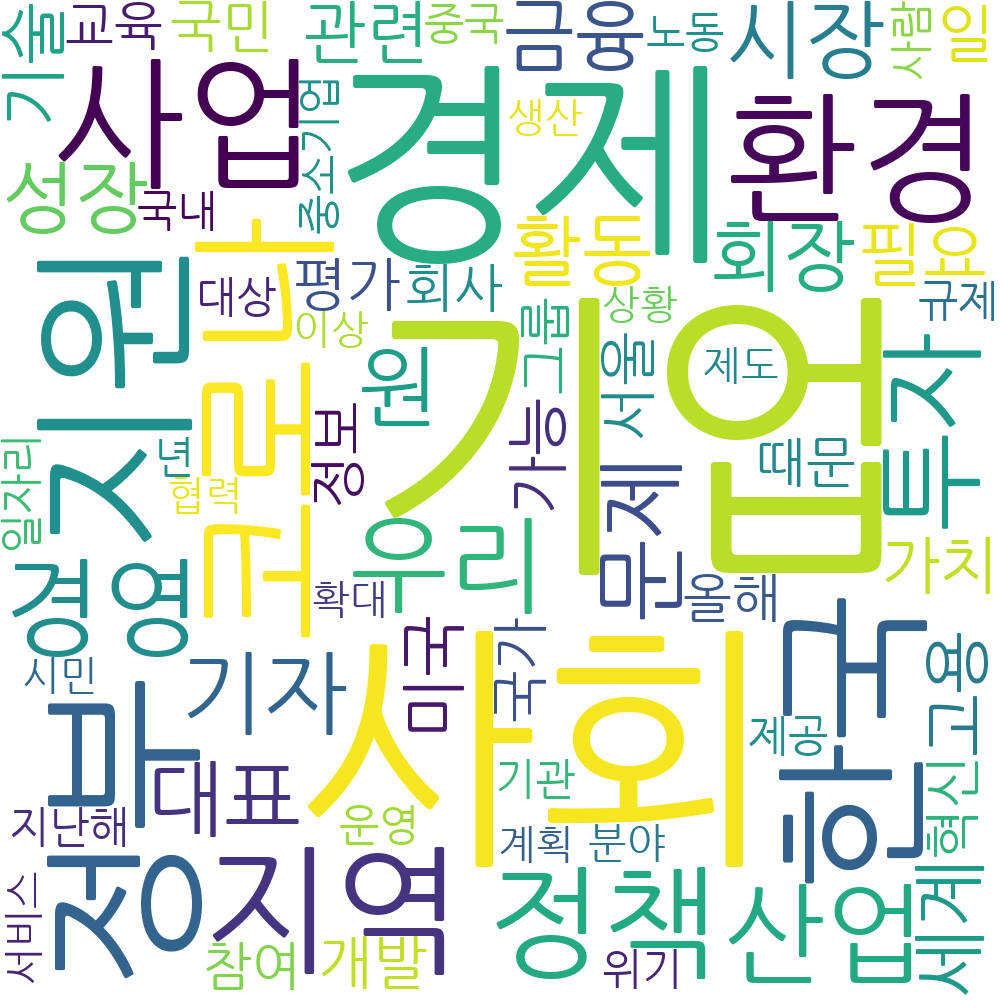 기술
교육
국민
관련
중국
금융
노동
시장
사람
일
사업
중소기업
경제
생산
환경
성장
국내
코로나
활동
회장
필요
지원
대상
평가
회사
이상
그룹
상황
규제
기업
원
서울
제도
투자
정보
가능
문제
때문
일자리
년
협력
우리
가치
경영
확대
올해
시민
기자
미국
국가
사회
한국
고용
정부
대표
기관
제공
혁신
지난해
운영
계획
분야
지역
정책
산업
세계
서비스
참여
개발
위기